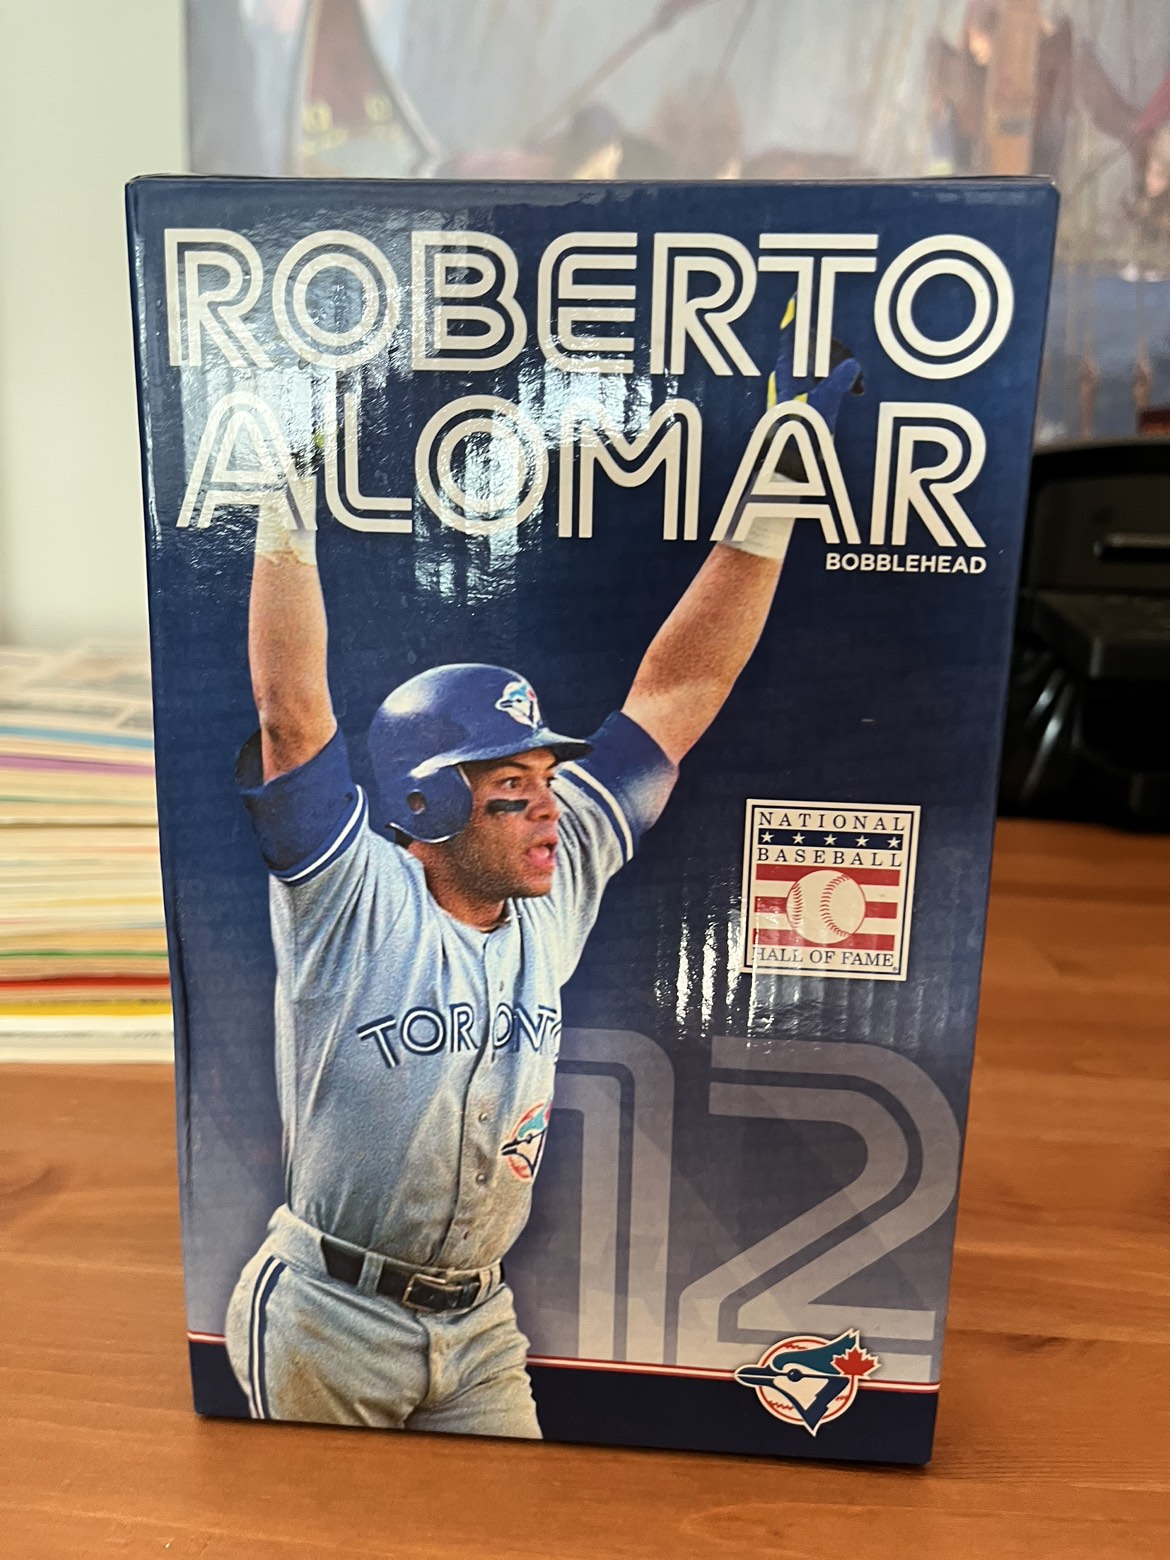 ROBERTO
ALOMAR
BOBBLEHEAD
NATIONAL
BASEBALL
HALL OF FAME
TORONTO
12